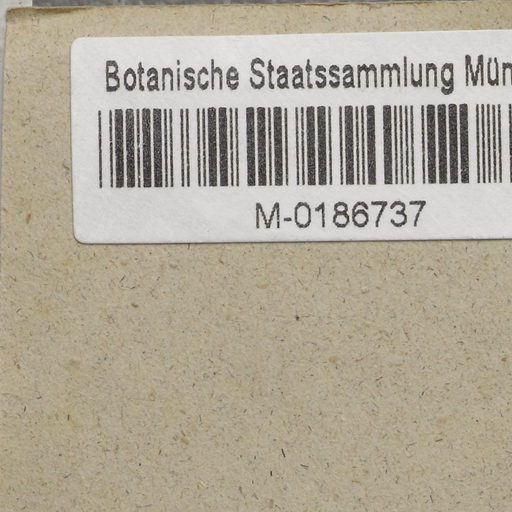 Botanische Staatssammlung Mün
M-0186737